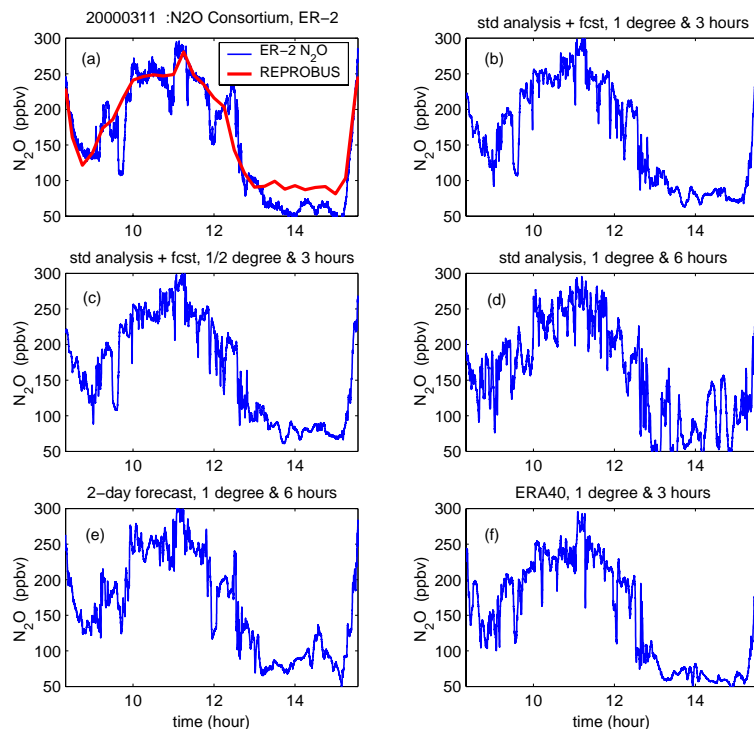 20000311 :N2O Consortium, ER−2
(a)
ER−2 N₂O
REPROBUS
N₂O (ppbv)
300
250
200
150
100
50
10
12
14
std analysis + fcst, 1 degree & 3 hours
(b)
N₂O (ppbv)
300
250
200
150
100
50
10
12
14
std analysis + fcst, 1/2 degree & 3 hours
(c)
N₂O (ppbv)
300
250
200
150
100
50
10
12
14
std analysis, 1 degree & 6 hours
(d)
N₂O (ppbv)
300
250
200
150
100
50
10
12
14
2−day forecast, 1 degree & 6 hours
(e)
N₂O (ppbv)
300
250
200
150
100
50
10
12
14
time (hour)
ERA40, 1 degree & 3 hours
(f)
N₂O (ppbv)
300
250
200
150
100
50
10
12
14
time (hour)